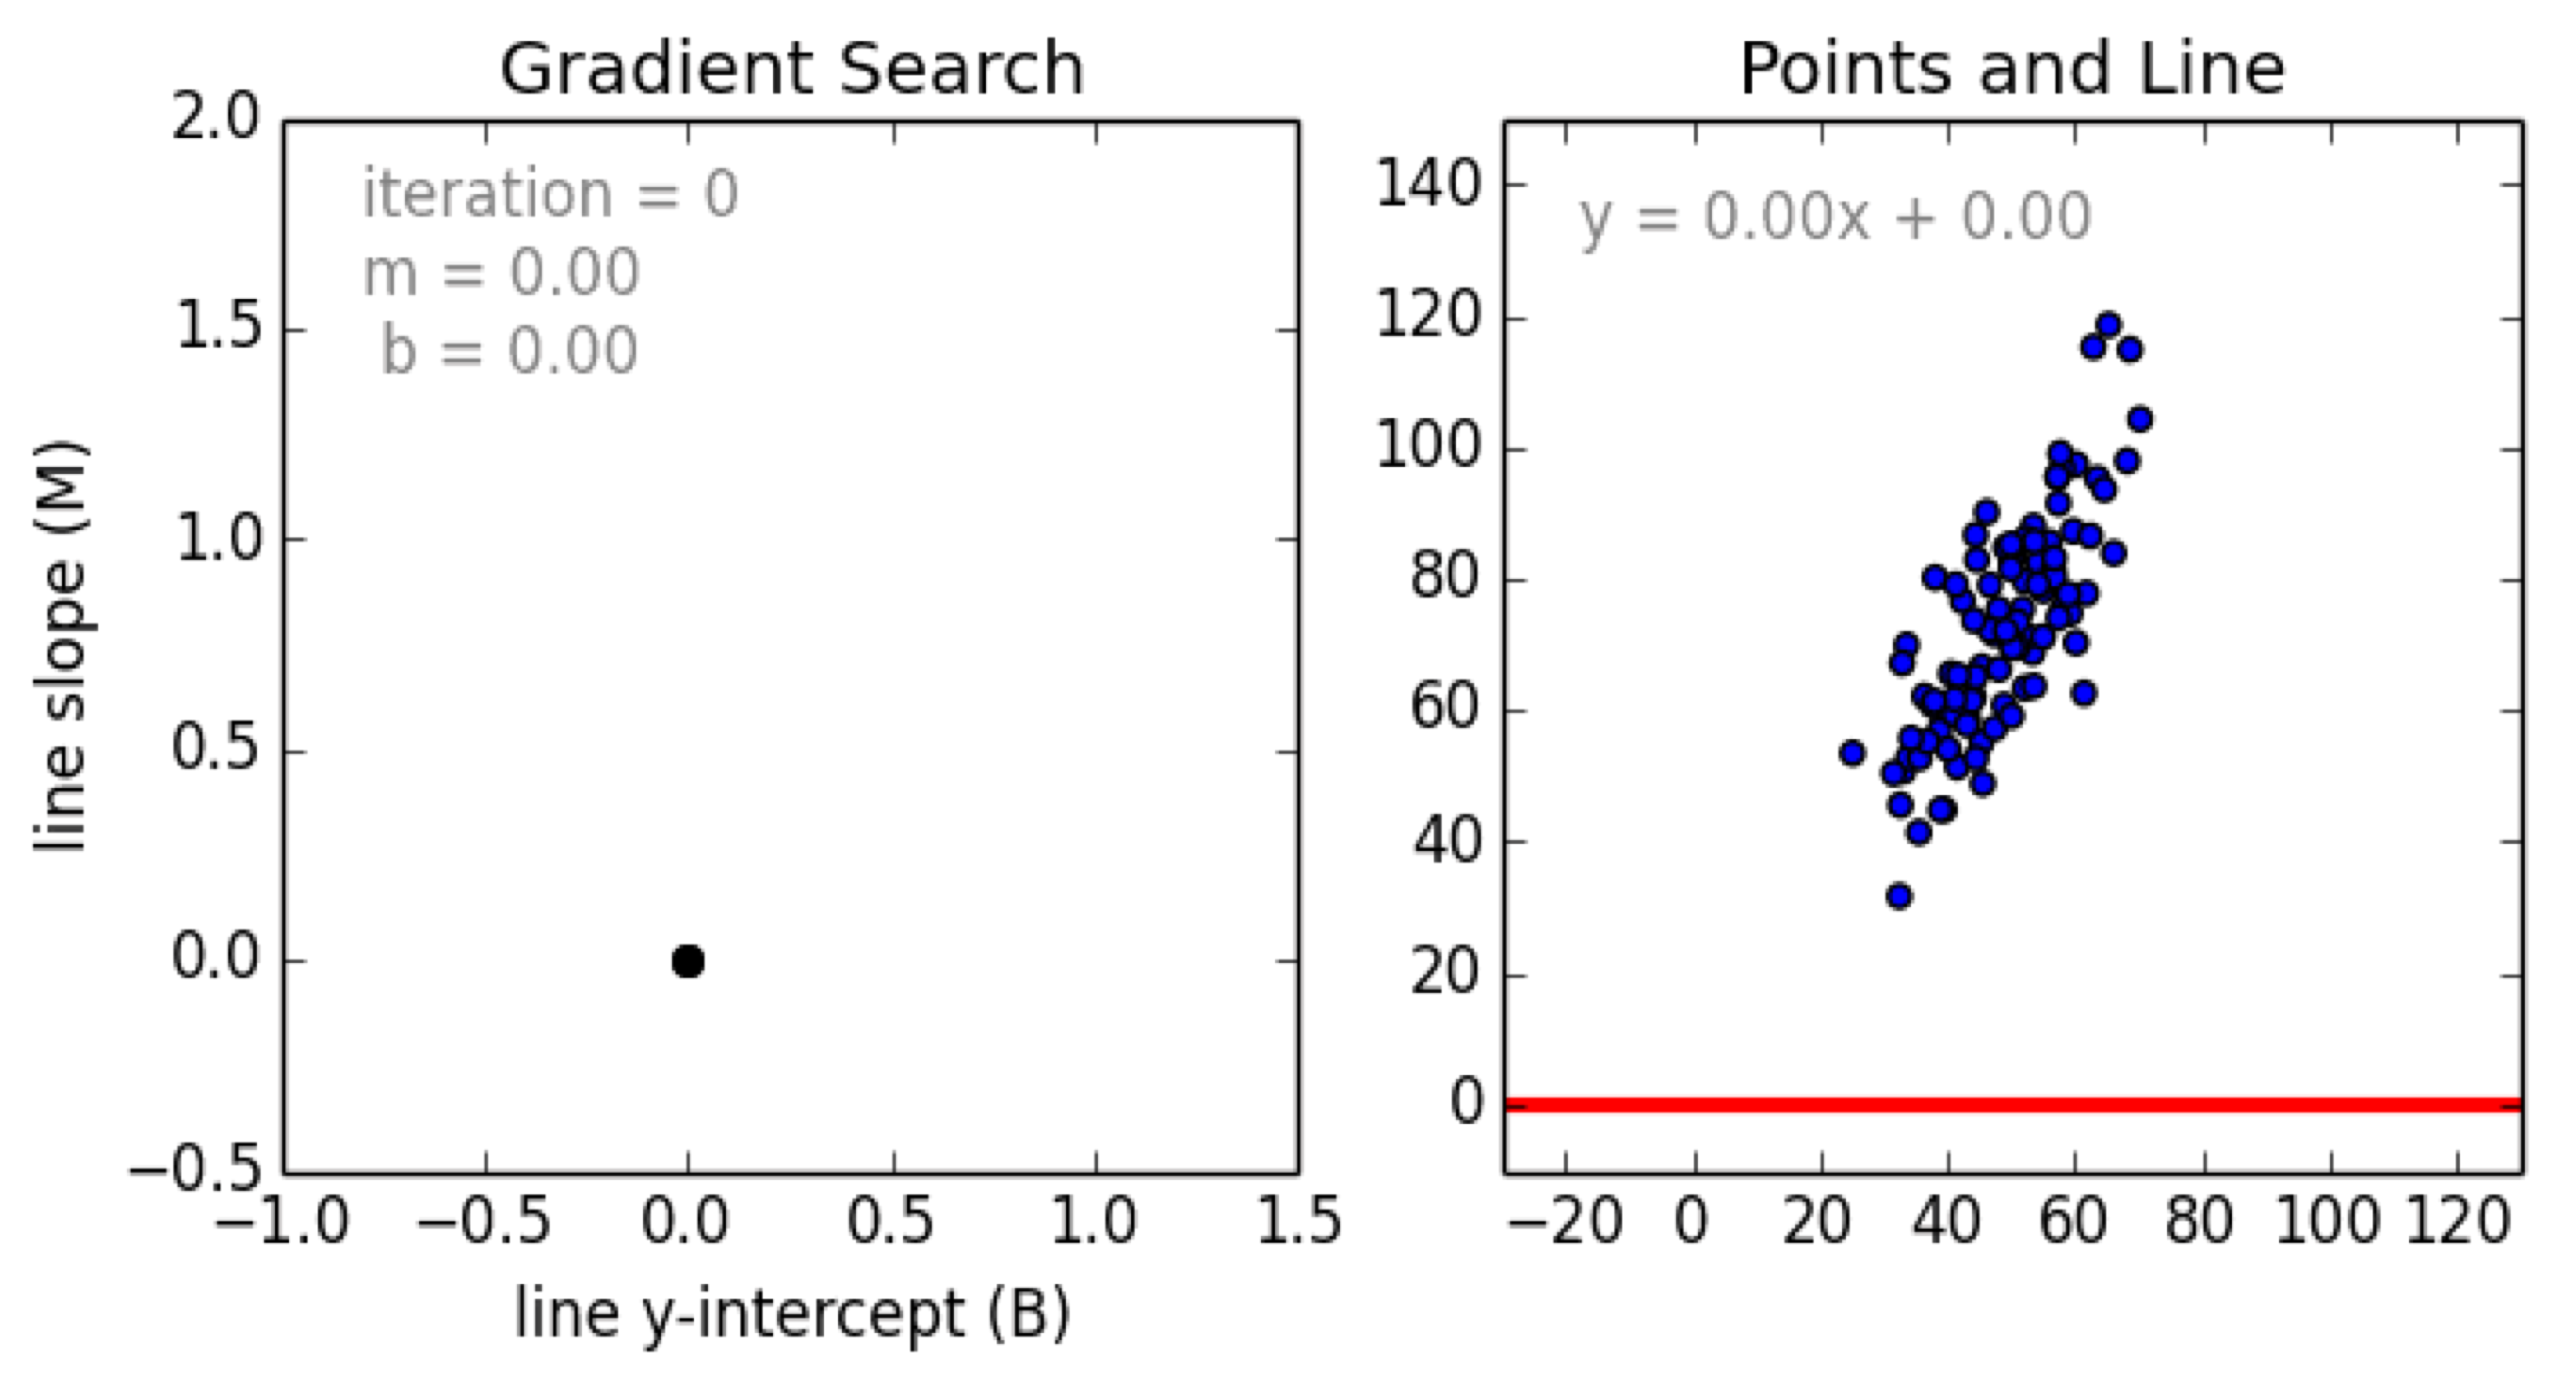 Gradient Search
2.0
1.5
1.0
0.5
0.0
−0.5
line slope (M)
iteration = 0
m = 0.00
b = 0.00
−1.0 −0.5 0.0 0.5 1.0 1.5
line y-intercept (B)
Points and Line
140
120
100
80
60
40
20
0
y = 0.00x + 0.00
−20 0 20 40 60 80 100 120